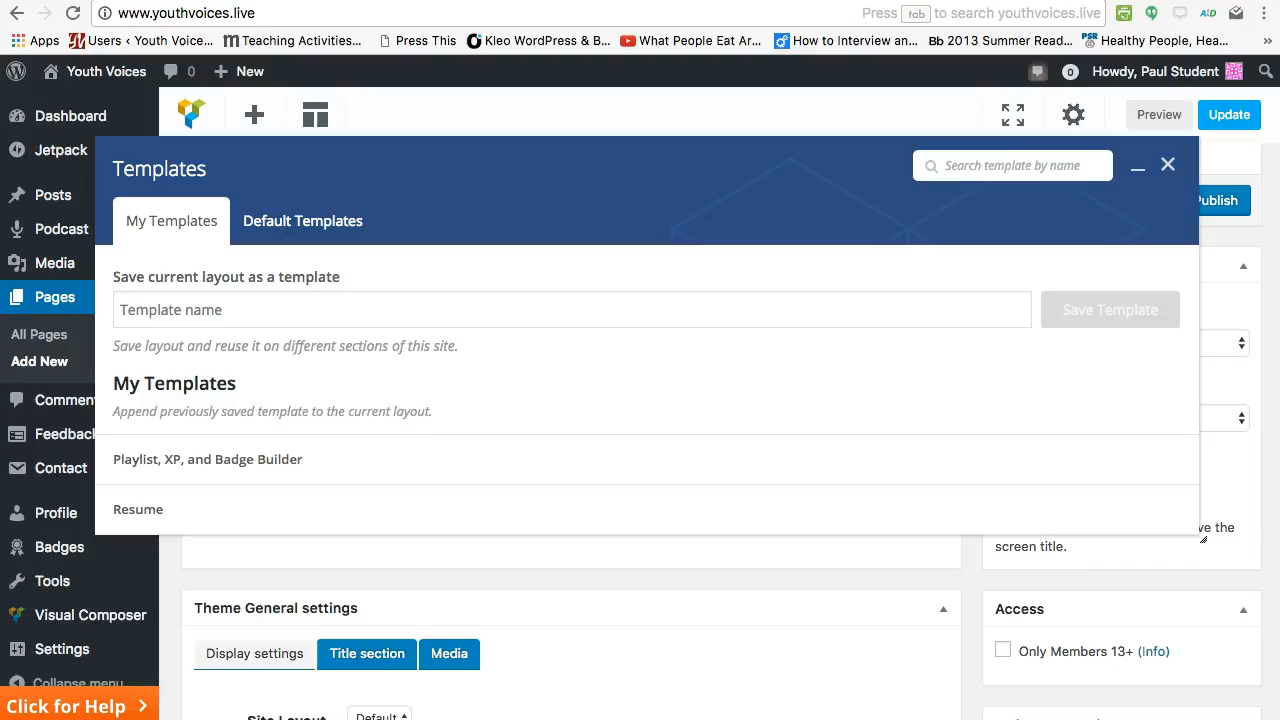 www.youthvoices.live
Press tab to search youthvoices.live
Apps
Users ‹ Youth Voice...
Teaching Activities...
Press This
Kleo WordPress & B...
What People Eat Ar...
How to Interview an...
2013 Summer Read...
Healthy People, Hea...
»
Youth Voices
0
New
0
Howdy, Paul Student
Dashboard
Jetpack
Posts
Podcast
Media
Pages
All Pages
Add New
Comment
Feedback
Contact
Profile
Badges
Tools
Visual Composer
Settings
Collapse menu
Click for Help
Preview
Update
Publish
Templates
Search template by name
My Templates
Default Templates
Save current layout as a template
Template name
Save Template
Save layout and reuse it on different sections of this site.
My Templates
Append previously saved template to the current layout.
Playlist, XP, and Badge Builder
Resume
ve the
screen title.
Theme General settings
Display settings
Title section
Media
Site Layout
Default
Access
Only Members 13+ (Info)